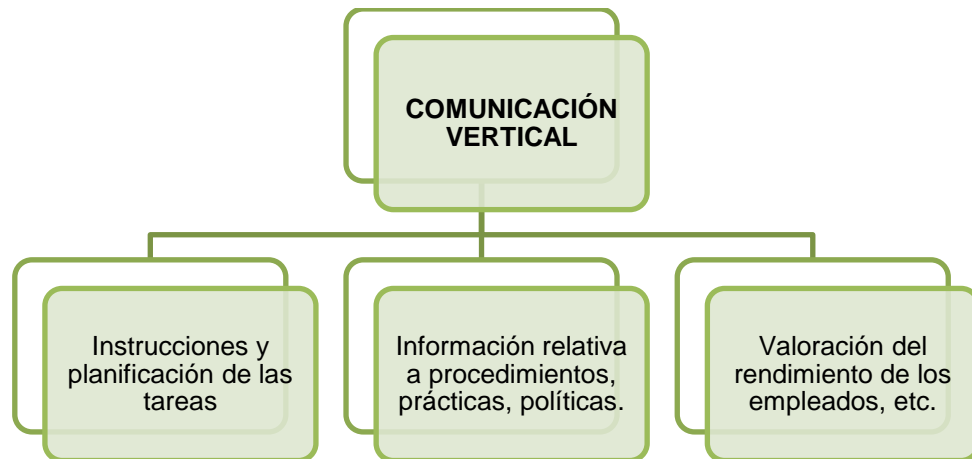 COMUNICACIÓN
VERTICAL
Instrucciones y
planificación de las
tareas
Información relativa
a procedimientos,
prácticas, políticas.
Valoración del
rendimiento de los
empleados, etc.